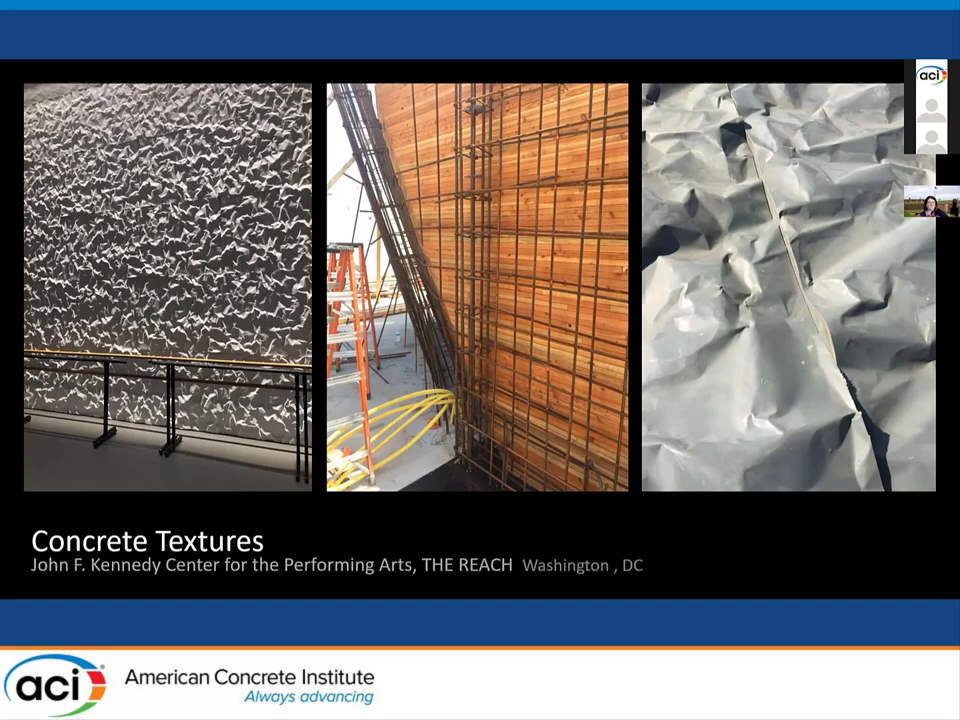 aci
Concrete Textures
John F. Kennedy Center for the Performing Arts, THE REACH Washington , DC
aci®
American Concrete Institute
Always advancing